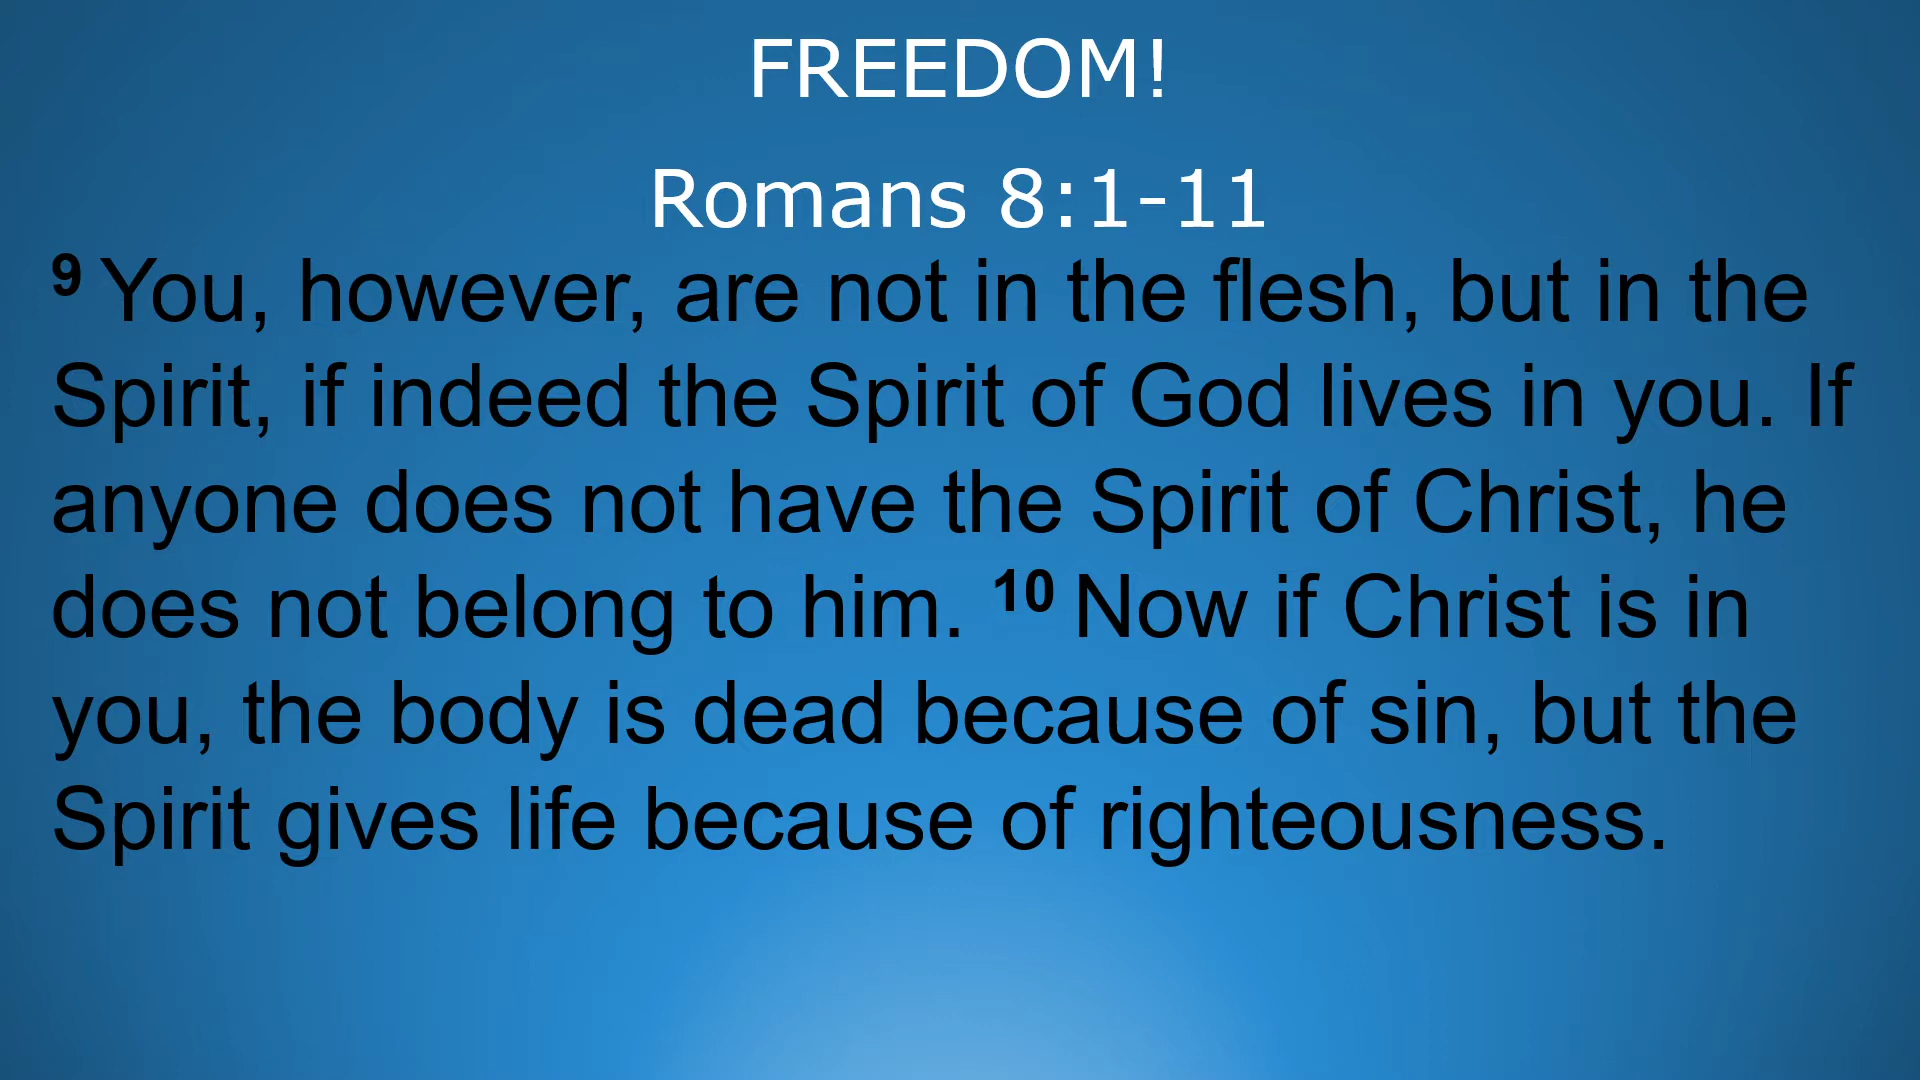 FREEDOM!
Romans 8:1-11
9 You, however, are not in the flesh, but in the
Spirit, if indeed the Spirit of God lives in you. If
anyone does not have the Spirit of Christ, he
does not belong to him. 10 Now if Christ is in
you, the body is dead because of sin, but the
Spirit gives life because of righteousness.